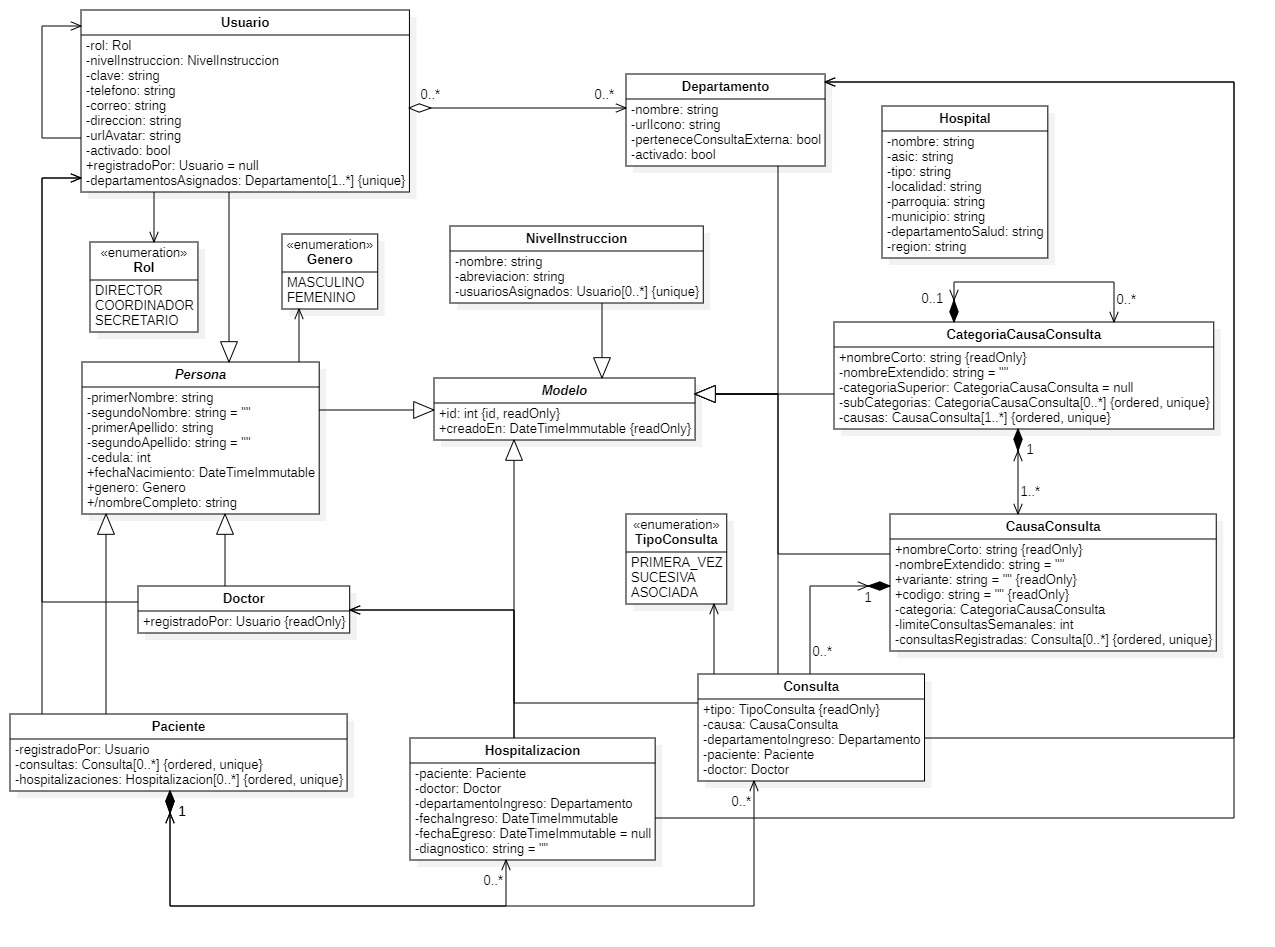 Usuario
-rol: Rol
-nivelInstruccion: NivelInstruccion
-clave: string
-telefono: string
-correo: string
-direccion: string
-urlAvatar: string
-activado: bool
+registradoPor: Usuario = null
-departamentosAsignados: Departamento[1..*] {unique}
0..*
0..*
Departamento
-nombre: string
-urlIcono: string
-perteneceConsultaExterna: bool
-activado: bool
Hospital
-nombre: string
-asic: string
-tipo: string
-localidad: string
-parroquia: string
-municipio: string
-departamentoSalud: string
-region: string
«enumeration»
Rol
DIRECTOR
COORDINADOR
SECRETARIO
«enumeration»
Genero
MASCULINO
FEMENINO
NivelInstruccion
-nombre: string
-abreviacion: string
-usuariosAsignados: Usuario[0..*] {unique}
0..1
0..*
CategoriaCausaConsulta
+nombreCorto: string {readOnly}
-nombreExtendido: string = ""
-categoriaSuperior: CategoriaCausaConsulta = null
-subCategorias: CategoriaCausaConsulta[0..*] {ordered, unique}
-causas: CausaConsulta[1..*] {ordered, unique}
1
1..*
Persona
-primerNombre: string
-segundoNombre: string = ""
-primerApellido: string
-segundoApellido: string = ""
-cedula: int
+fechaNacimiento: DateTimeImmutable
+genero: Genero
+/nombreCompleto: string
Modelo
+id: int {id, readOnly}
+creadoEn: DateTimeImmutable {readOnly}
«enumeration»
TipoConsulta
PRIMERA_VEZ
SUCESIVA
ASOCIADA
CausaConsulta
+nombreCorto: string {readOnly}
-nombreExtendido: string = ""
+variante: string = "" {readOnly}
+codigo: string = "" {readOnly}
-categoria: CategoriaCausaConsulta
-limiteConsultasSemanales: int
-consultasRegistradas: Consulta[0..*] {ordered, unique}
1
0..*
Doctor
+registradoPor: Usuario {readOnly}
Consulta
+tipo: TipoConsulta {readOnly}
-causa: CausaConsulta
-departamentoIngreso: Departamento
-paciente: Paciente
-doctor: Doctor
0..*
Paciente
-registradoPor: Usuario
-consultas: Consulta[0..*] {ordered, unique}
-hospitalizaciones: Hospitalizacion[0..*] {ordered, unique}
1
Hospitalizacion
-paciente: Paciente
-doctor: Doctor
-departamentoIngreso: Departamento
-fechaIngreso: DateTimeImmutable
-fechaEgreso: DateTimeImmutable = null
-diagnostico: string = ""
0..*